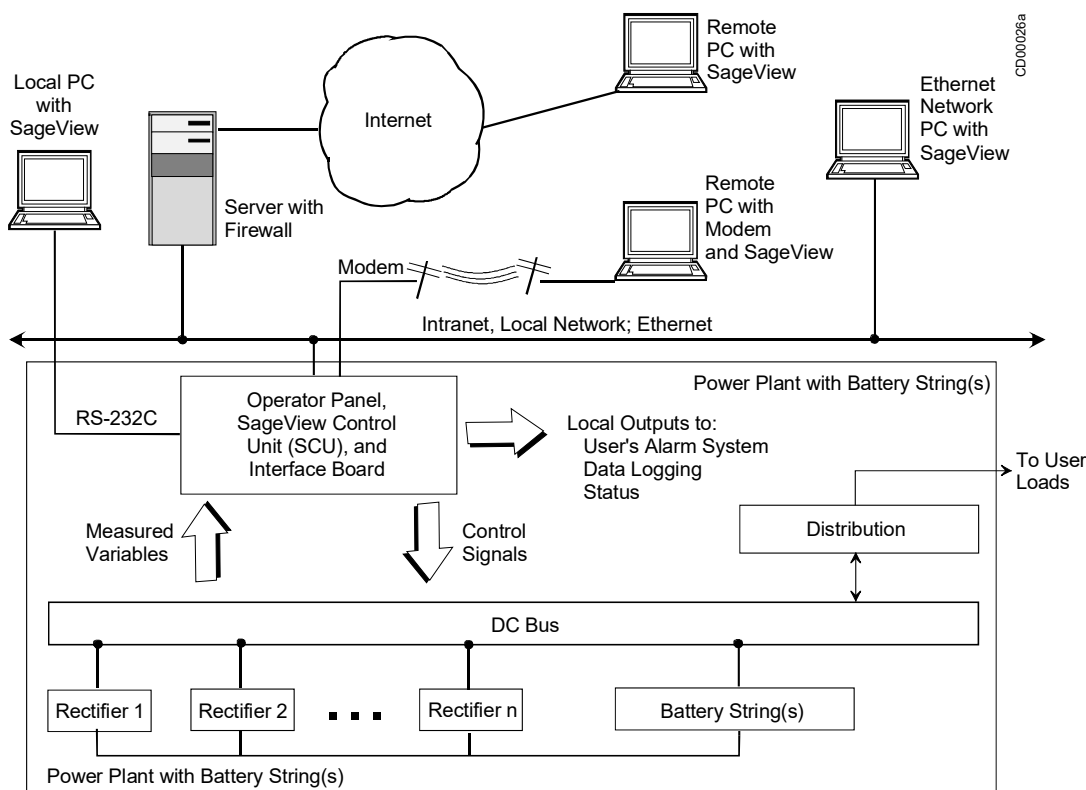 Remote
PC with
SageView
CD00026a
Local PC
with
SageView
Internet
Ethernet
Network
PC with
SageView
Server with
Firewall
Remote
PC with
Modem
and SageView
Modem
Intranet, Local Network; Ethernet
Power Plant with Battery String(s)
RS-232C
Operator Panel,
SageView Control
Unit (SCU), and
Interface Board
Local Outputs to:
User's Alarm System
Data Logging
Status
To User
Loads
Measured
Variables
Control
Signals
Distribution
DC Bus
Rectifier 1
Rectifier 2
Rectifier n
Battery String(s)
Power Plant with Battery String(s)